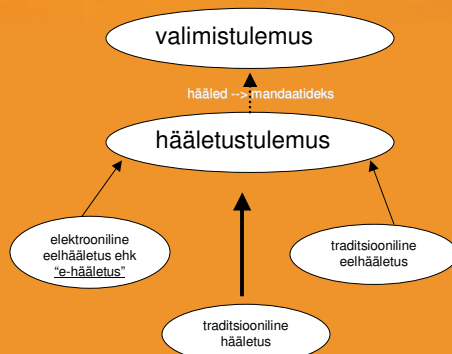 valimistulemus
hääled --> mandaatideks
hääletustulemus
elektrooniline
eelhääletus ehk
“e-hääletus”
traditsiooniline
eelhääletus
traditsiooniline
hääletus